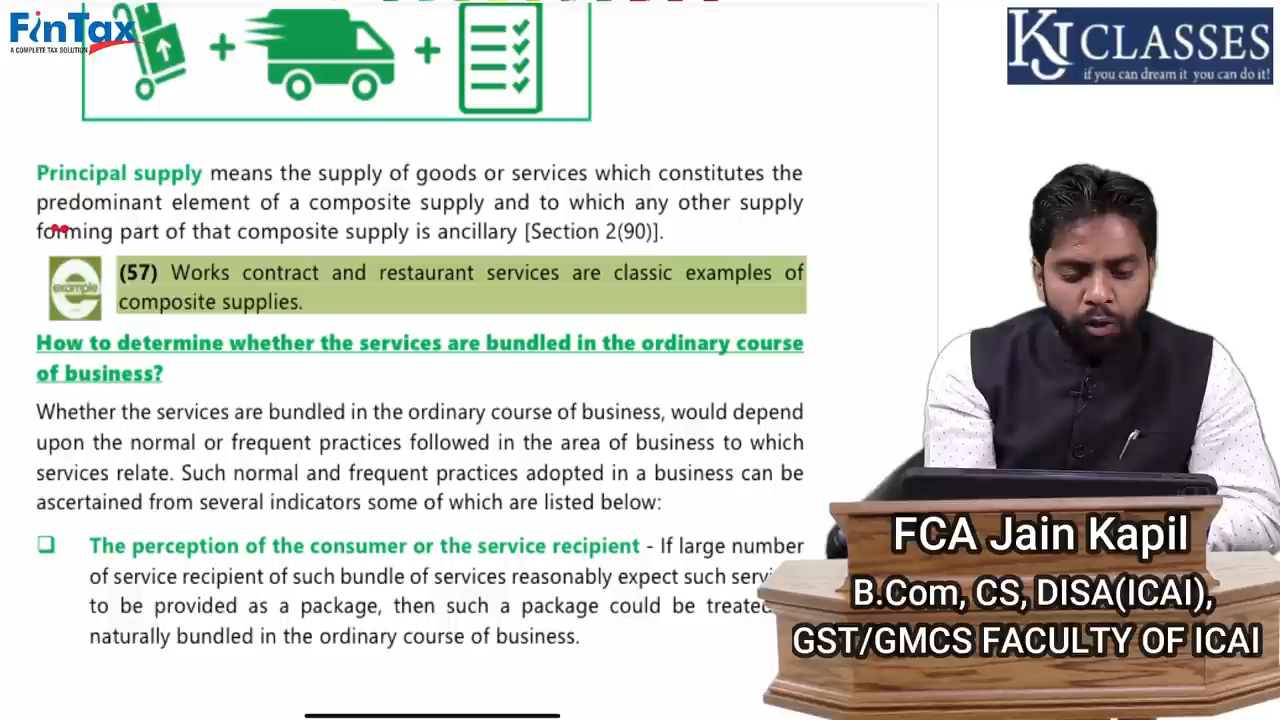 FinTax
A COMPLETE TAX SOLUTION
KJ CLASSES
if you can dream it you can do it!
Principal supply means the supply of goods or services which constitutes the
predominant element of a composite supply and to which any other supply
forming part of that composite supply is ancillary [Section 2(90)].
example
(57) Works contract and restaurant services are classic examples of
composite supplies.
How to determine whether the services are bundled in the ordinary course
of business?
Whether the services are bundled in the ordinary course of business, would depend
upon the normal or frequent practices followed in the area of business to which
services relate. Such normal and frequent practices adopted in a business can be
ascertained from several indicators some of which are listed below:
The perception of the consumer or the service recipient - If large number
of service recipient of such bundle of services reasonably expect such
to be provided as a package, then such a package could be
naturally bundled in the ordinary course of business.
FCA Jain Kapil
B.Com, CS, DISA(ICAI),
GST/GMCS FACULTY OF ICAI